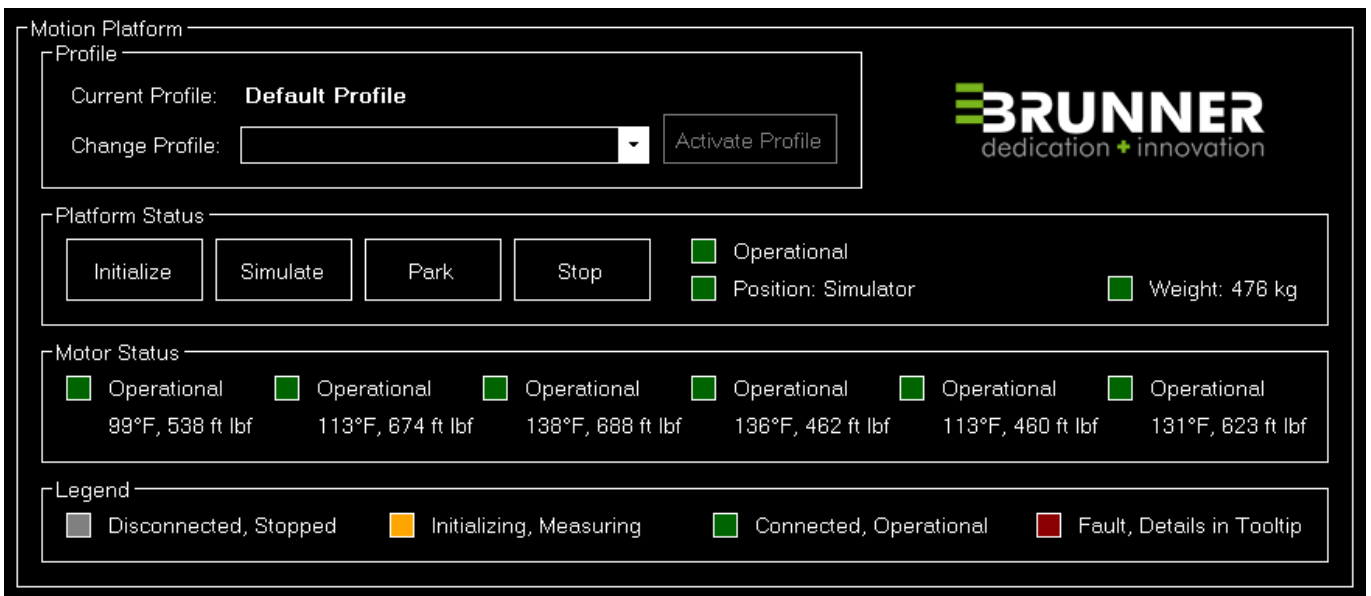 Motion Platform
Profile
Current Profile: Default Profile
Change Profile:
Activate Profile
BRUNNER
dedication + innovation
Platform Status
Initialize Simulate Park Stop
Operational
Position: Simulator
Weight: 476 kg
Motor Status
Operational Operational Operational Operational Operational Operational
99°F, 538 ft lbf 113°F, 674 ft lbf 138°F, 688 ft lbf 136°F, 462 ft lbf 113°F, 460 ft lbf 131°F, 623 ft lbf
Legend
Disconnected, Stopped Initializing, Measuring Connected, Operational Fault, Details in Tooltip